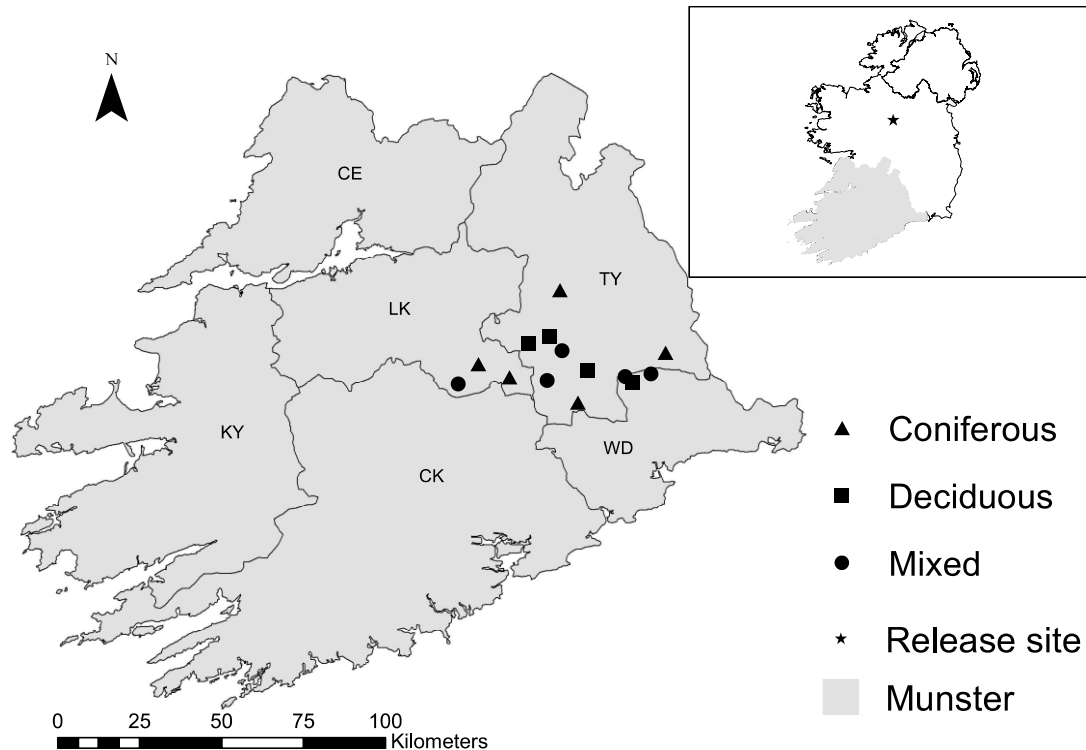 N
CE
TY
LK
KY
WD
CK
Coniferous
Deciduous
Mixed
Release site
Munster
0 25 50 75 100
Kilometers